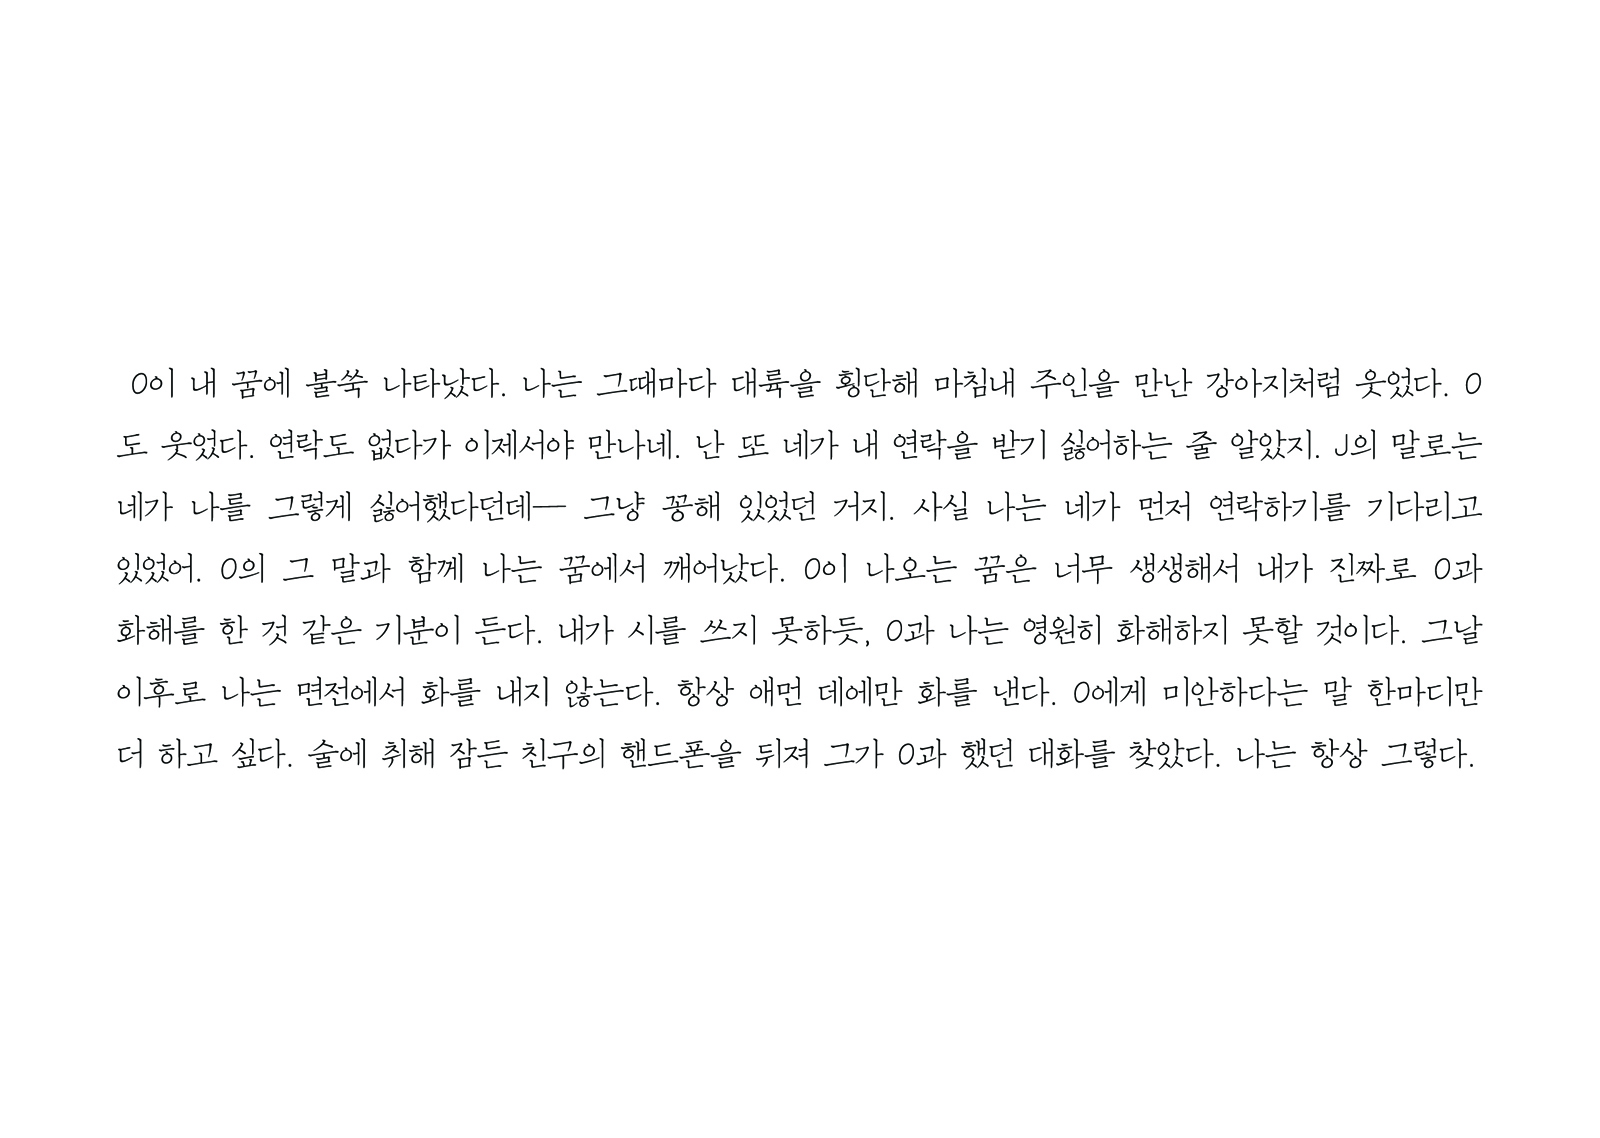 O이 내 꿈에 불쑥 나타났다. 나는 그때마다 대륙을 횡단해 마침내 주인을 만난 강아지처럼 웃었다. O
도 웃었다. 연락도 없다가 이제서야 만나네. 난 또 네가 내 연락을 받기 싫어하는 줄 알았지. J의 말로는
네가 나를 그렇게 싫어했다던데— 그냥 꽁해 있었던 거지. 사실 나는 네가 먼저 연락하기를 기다리고
있었어. O의 그 말과 함께 나는 꿈에서 깨어났다. O이 나오는 꿈은 너무 생생해서 내가 진짜로 O과
화해를 한 것 같은 기분이 든다. 내가 시를 쓰지 못하듯, O과 나는 영원히 화해하지 못할 것이다. 그날
이후로 나는 면전에서 화를 내지 않는다. 항상 애먼 데에만 화를 낸다. O에게 미안하다는 말 한마디만
더 하고 싶다. 술에 취해 잠든 친구의 핸드폰을 뒤져 그가 O과 했던 대화를 찾았다. 나는 항상 그렇다.